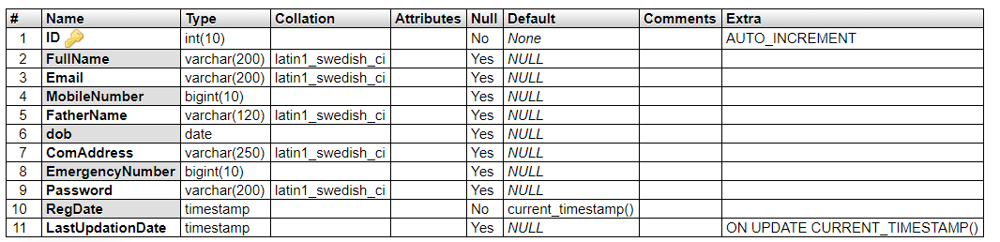 # Name Type Collation Attributes Null Default Comments Extra
1 ID int(10) No None AUTO_INCREMENT
2 FullName varchar(200) latin1_swedish_ci Yes NULL
3 Email varchar(200) latin1_swedish_ci Yes NULL
4 MobileNumber bigint(10) Yes NULL
5 FatherName varchar(120) latin1_swedish_ci Yes NULL
6 dob date Yes NULL
7 ComAddress varchar(250) latin1_swedish_ci Yes NULL
8 EmergencyNumber bigint(10) Yes NULL
9 Password varchar(200) latin1_swedish_ci Yes NULL
10 RegDate timestamp No current_timestamp()
11 LastUpdationDate timestamp Yes NULL ON UPDATE CURRENT_TIMESTAMP()